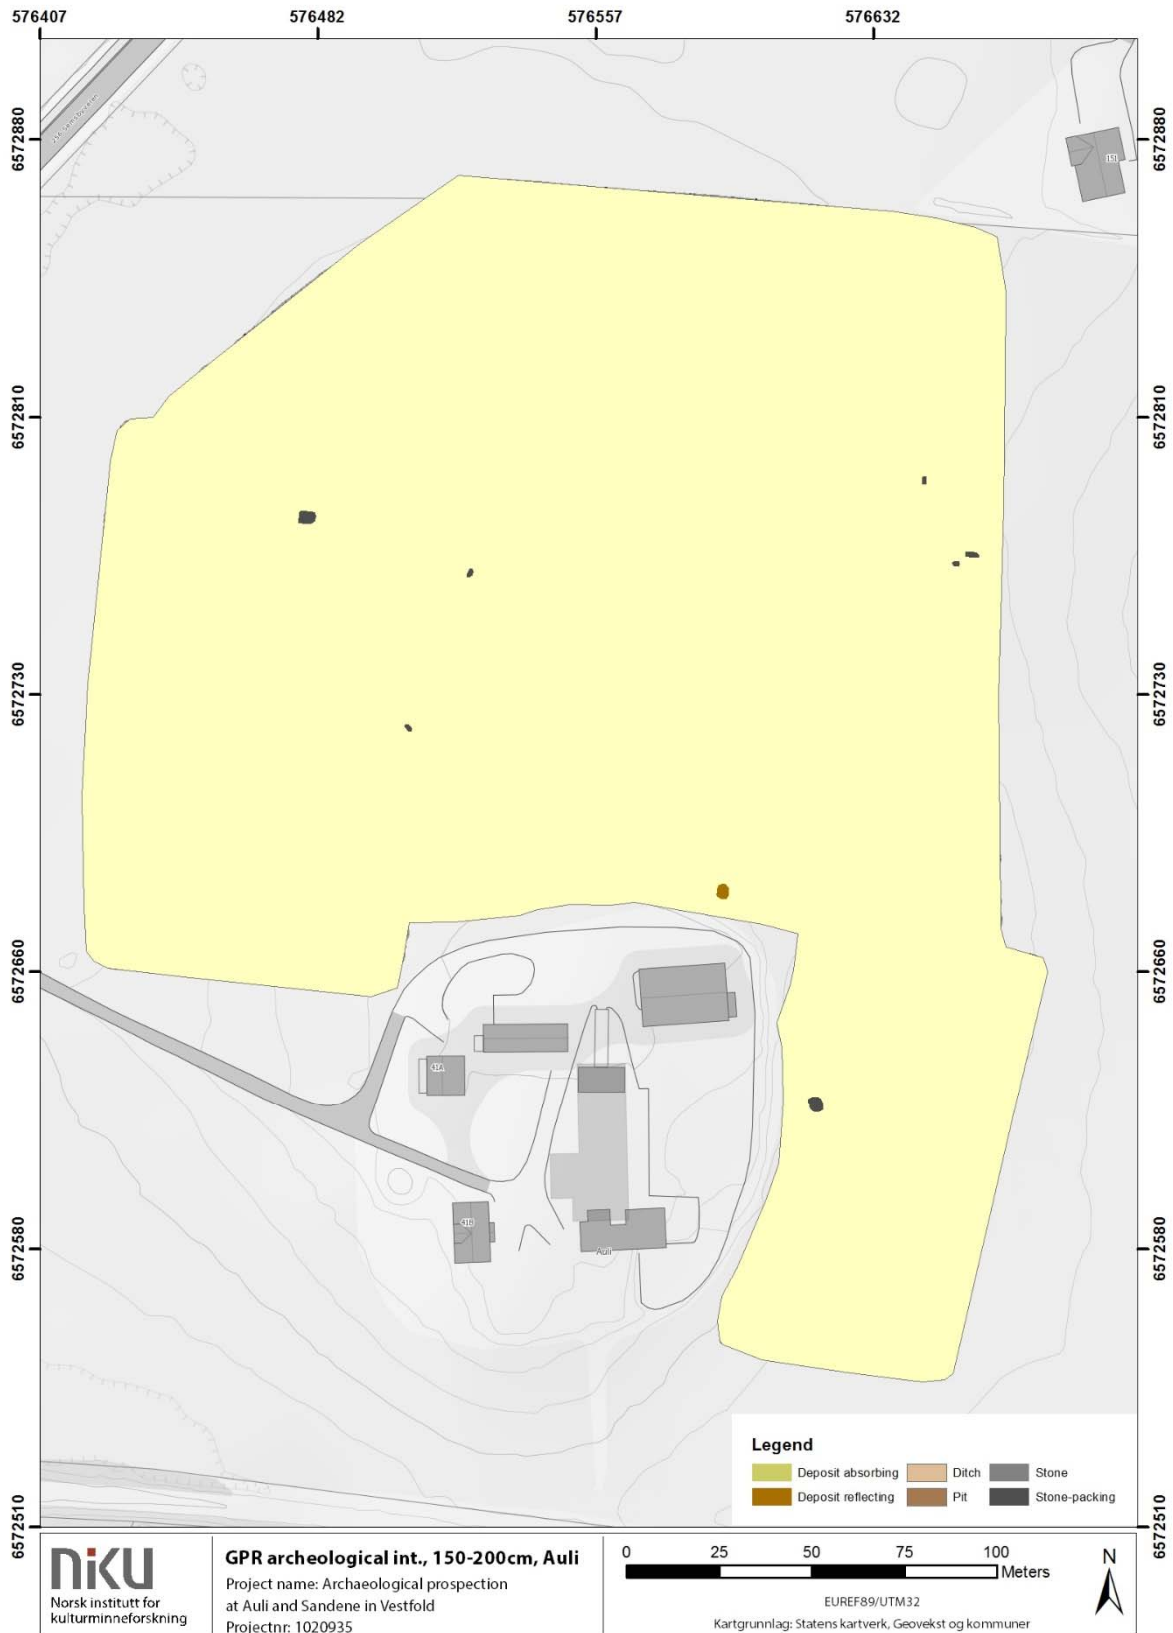 576407 576482 576557 576632
6572880 6572880
151
6572810 6572810
6572730 6572730
6572660 6572660
41A
41B
Auli
6572580 6572580
Legend
Deposit absorbing Ditch Stone
Deposit reflecting Pit Stone-packing
6572510 6572510
niku
Norsk institutt for
kulturminneforskning
GPR archeological int., 150-200cm, Auli
Project name: Archaeological prospection
at Auli and Sandene in Vestfold
Projectnr: 1020935
0 25 50 75 100
Meters
EUREF89/UTM32
Kartgrunnlag: Statens kartverk, Geovekst og kommuner
N